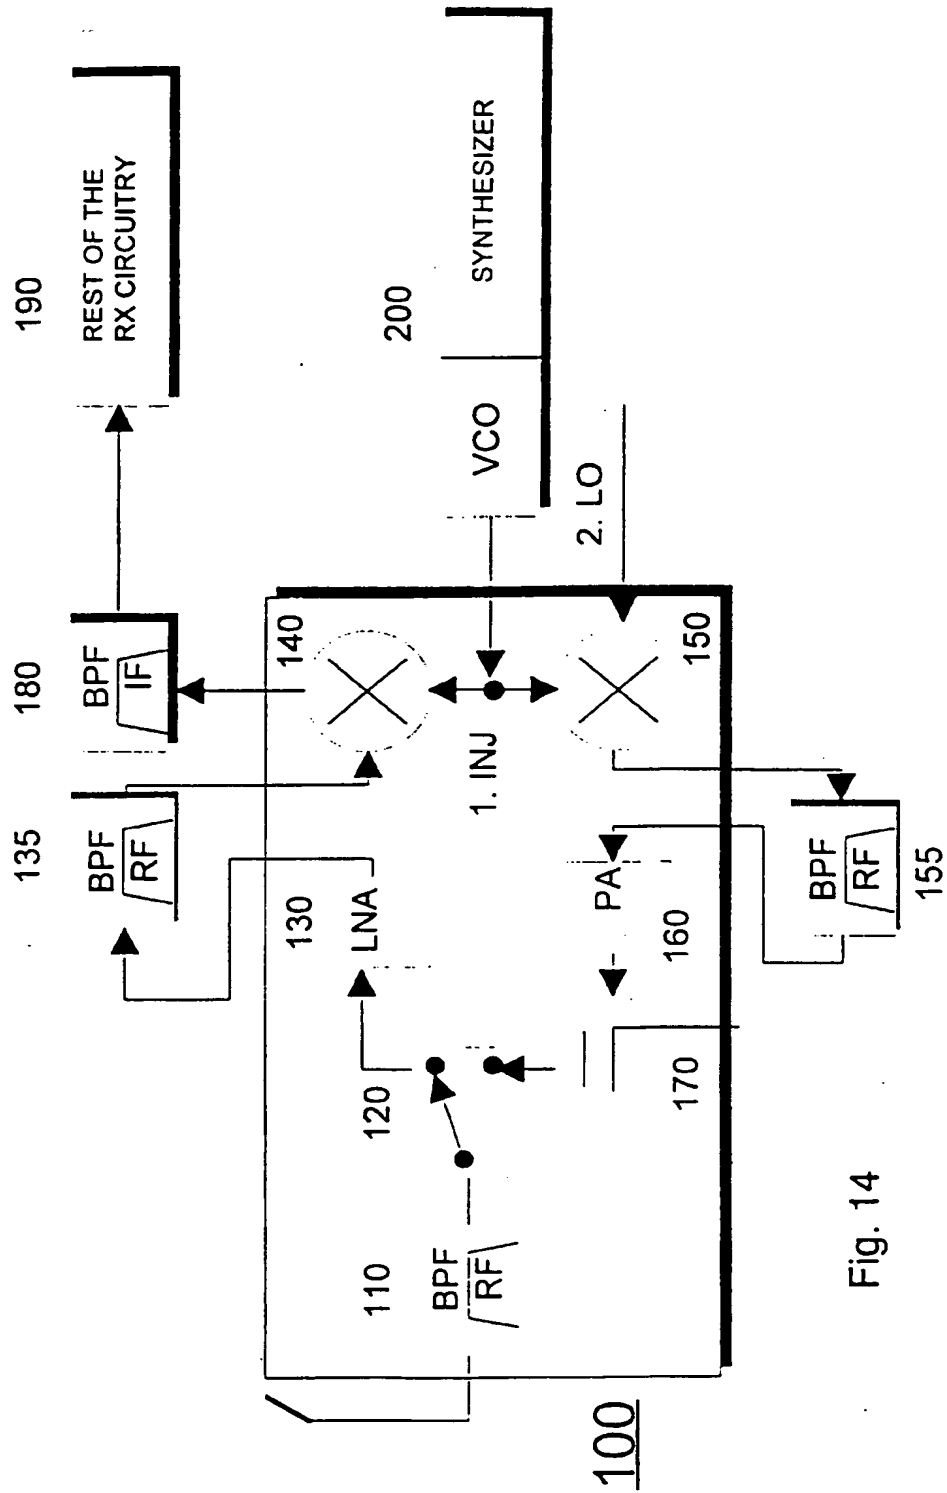 190
REST OF THE
RX CIRCUITRY
200
SYNTHESIZER
VCO
2. LO
180
BPF
IF
140
150
1. INJ
135
BPF
RF
130
LNA
PA
160
BPF
RF
155
120
170
110
BPF
RF
100
Fig. 14